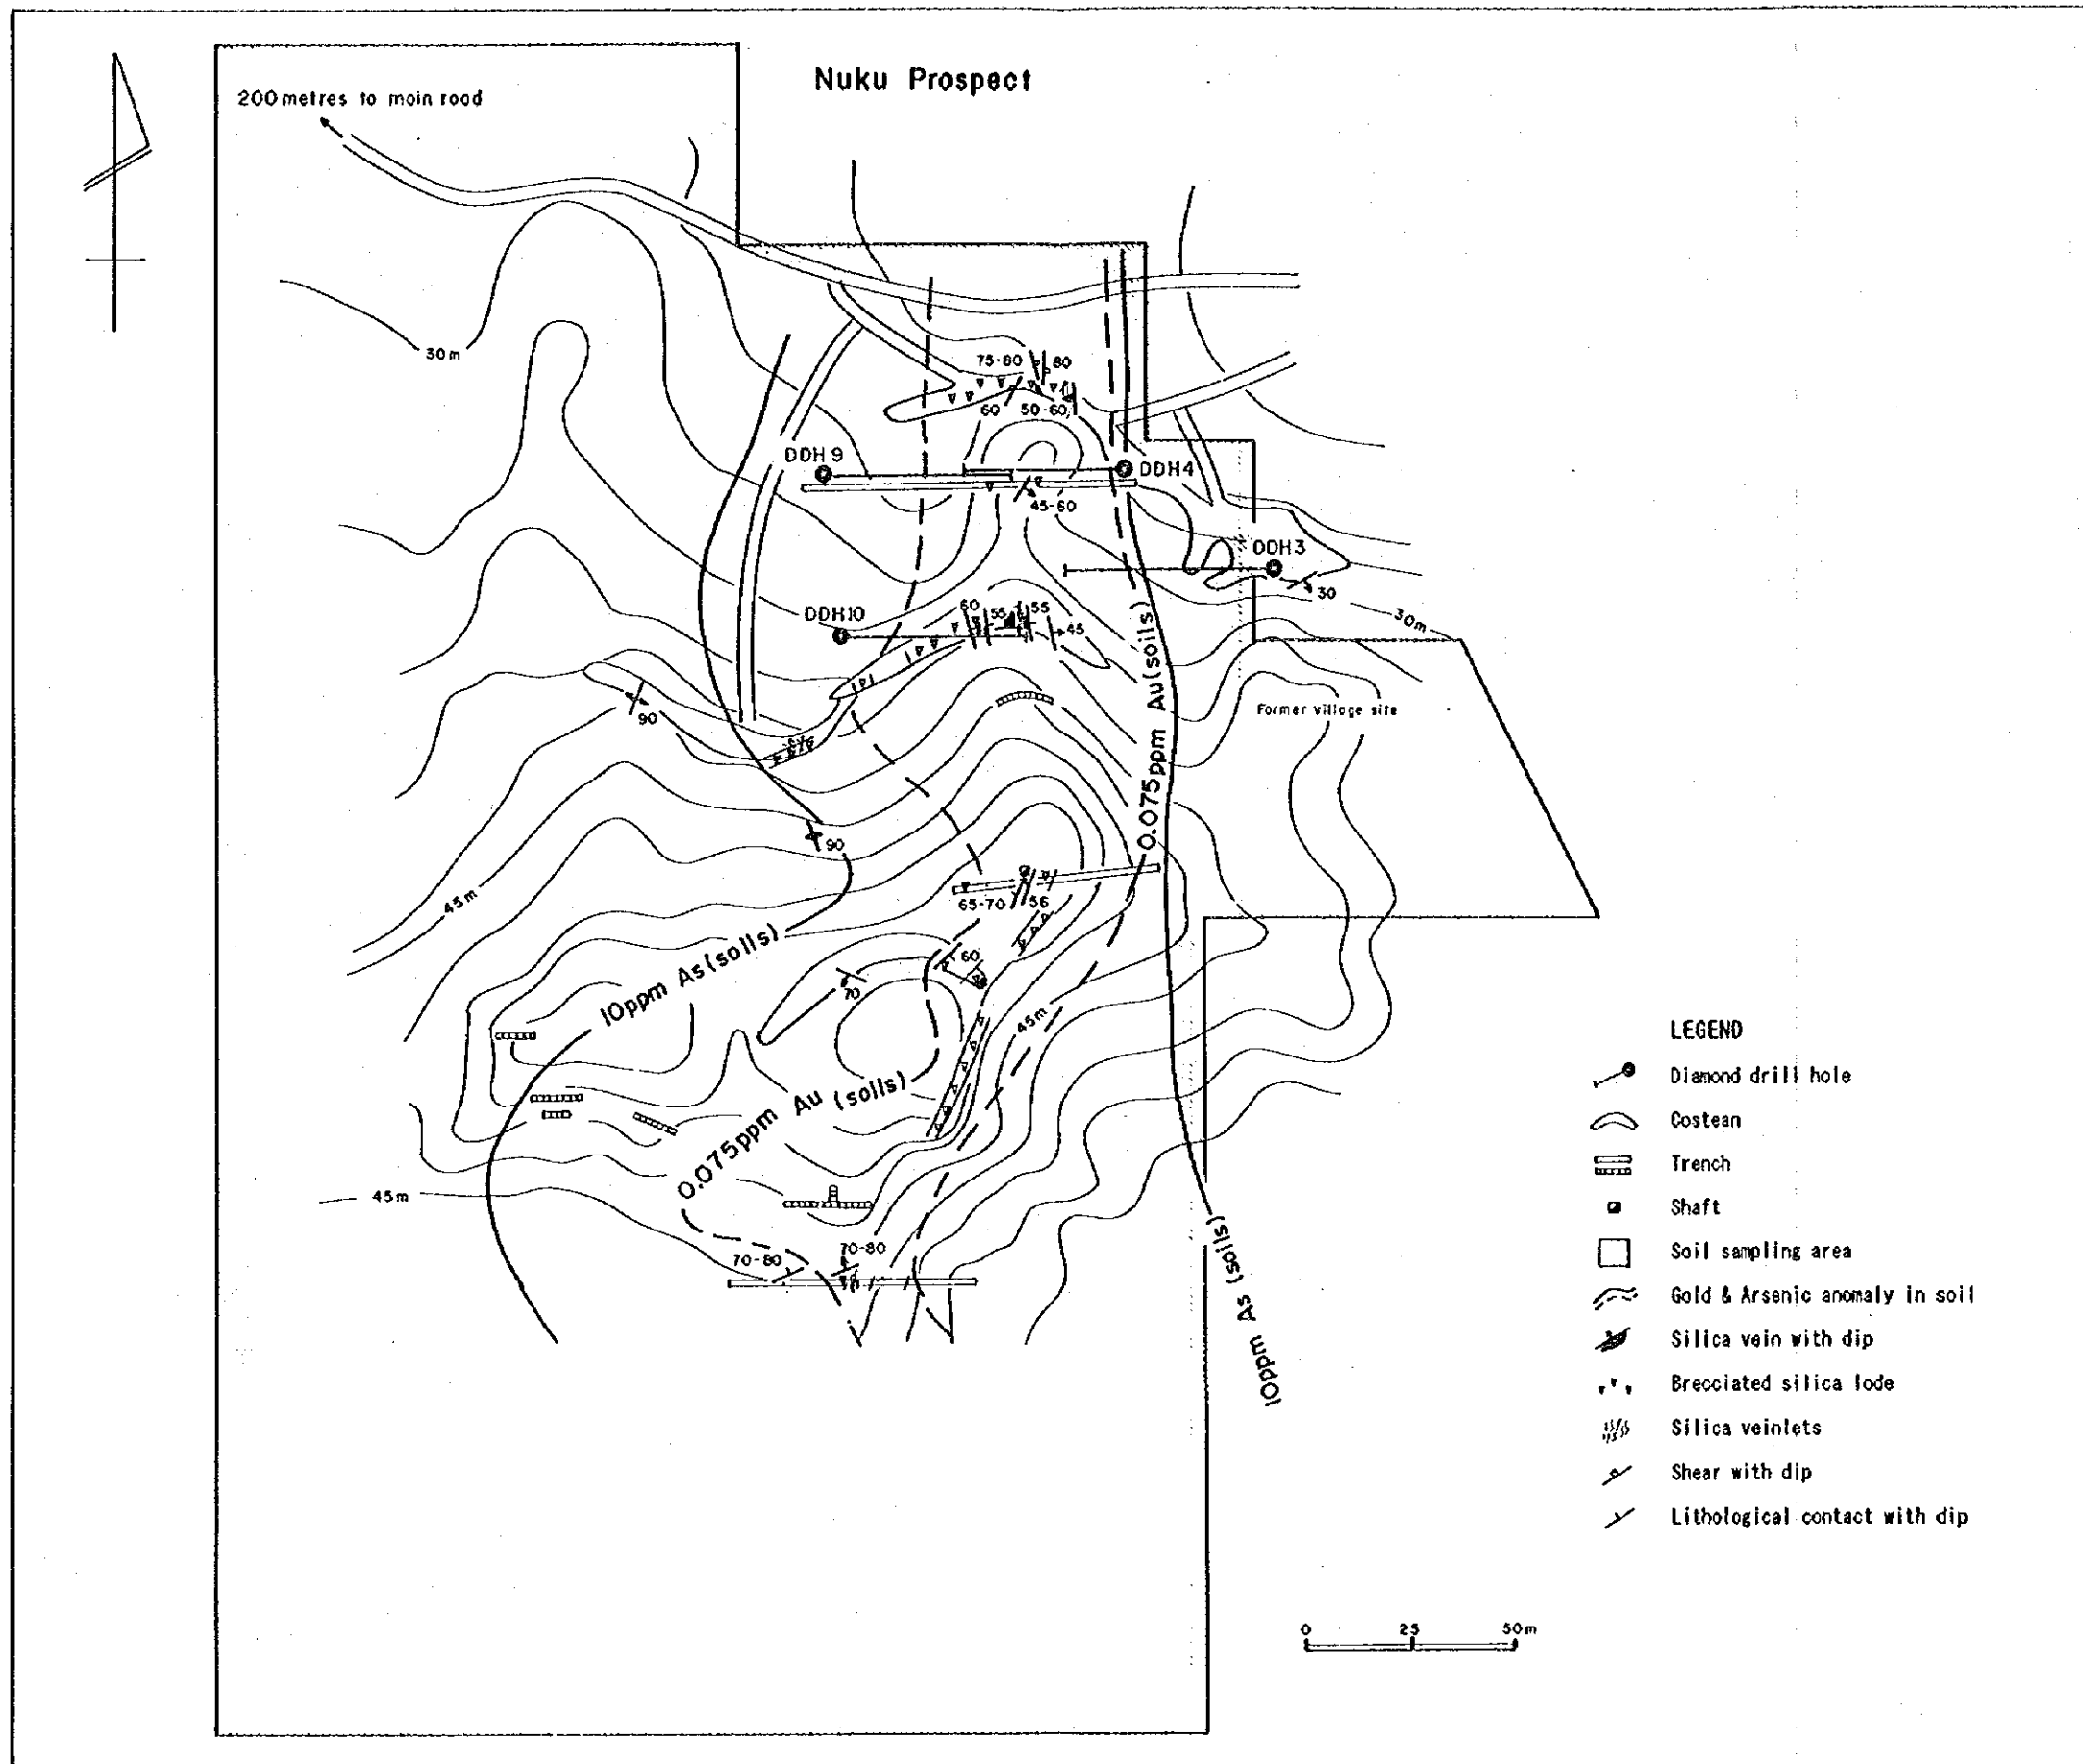 Nuku Prospect
200metres to main road
30m
75-80
80
60
50-60
DDH9
DDH4
45-60
DDH3
30
30m
DDH10
60
55
55
45
90
Former village site
0.075ppm Au(soils)
90
45m
65-70
56
10ppm As(soils)
60
70
45m
0.075ppm Au (soils)
45m
70-80
70-80
10ppm As (soils)
LEGEND
Diamond drill hole
Costean
Trench
Shaft
Soil sampling area
Gold & Arsenic anomaly in soil
Silica vein with dip
Brecciated silica lode
Silica veinlets
Shear with dip
Lithological contact with dip
0 25 50m